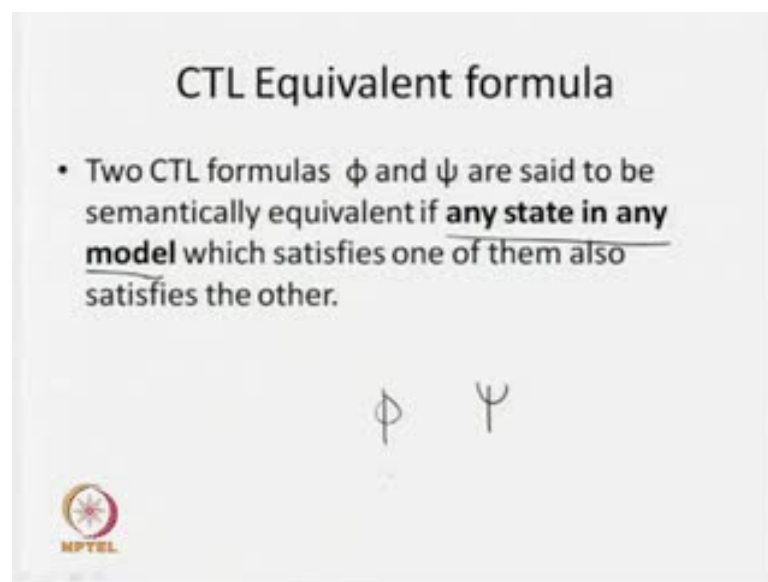 CTL Equivalent formula
• Two CTL formulas ϕ and ψ are said to be
semantically equivalent if any state in any
model which satisfies one of them also
satisfies the other.
ϕ ψ
NPTEL